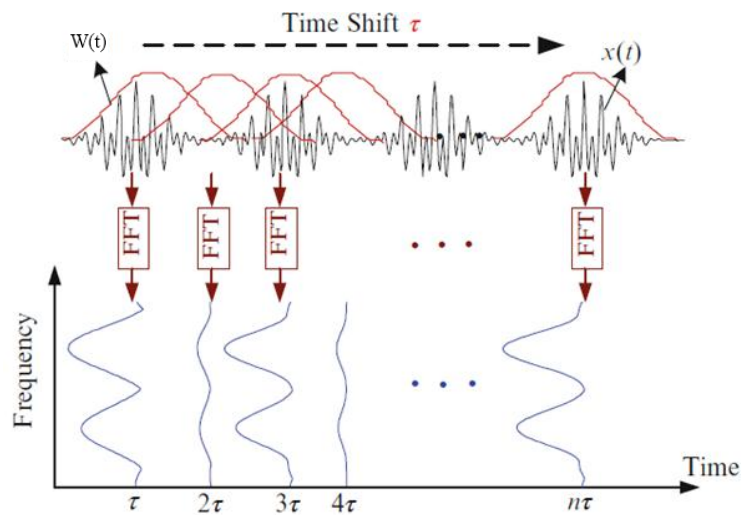 Time Shift τ
W(t)
x(t)
FFT
FFT
FFT
FFT
Frequency
Time
τ
2τ
3τ
4τ
nτ